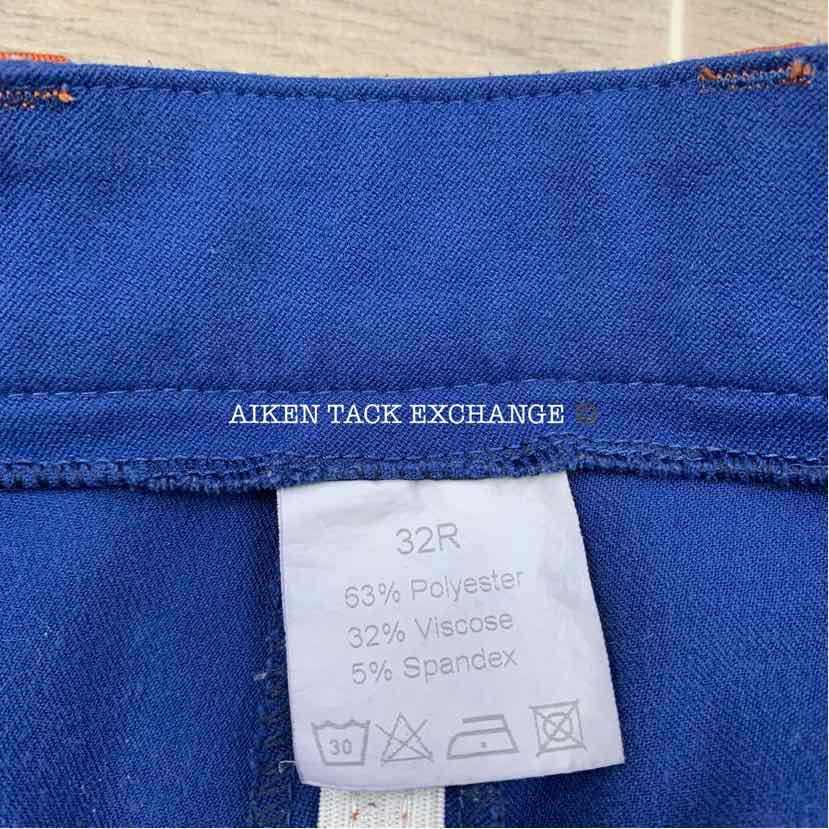 AIKEN TACK EXCHANGE ©
32R
63% Polyester
32% Viscose
5% Spandex
30